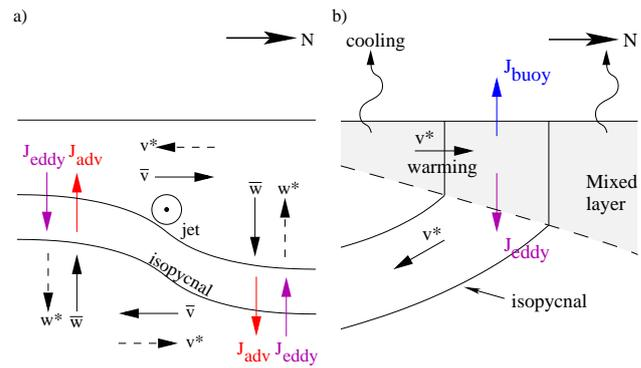 a)
N
J_eddy J_adv
v*
v̅
jet
w̅ w*
isopycnal
w* w̅
v̅
v*
J_adv J_eddy
b)
cooling
N
J_buoy
v*
warming
Mixed
layer
J_eddy
v*
isopycnal